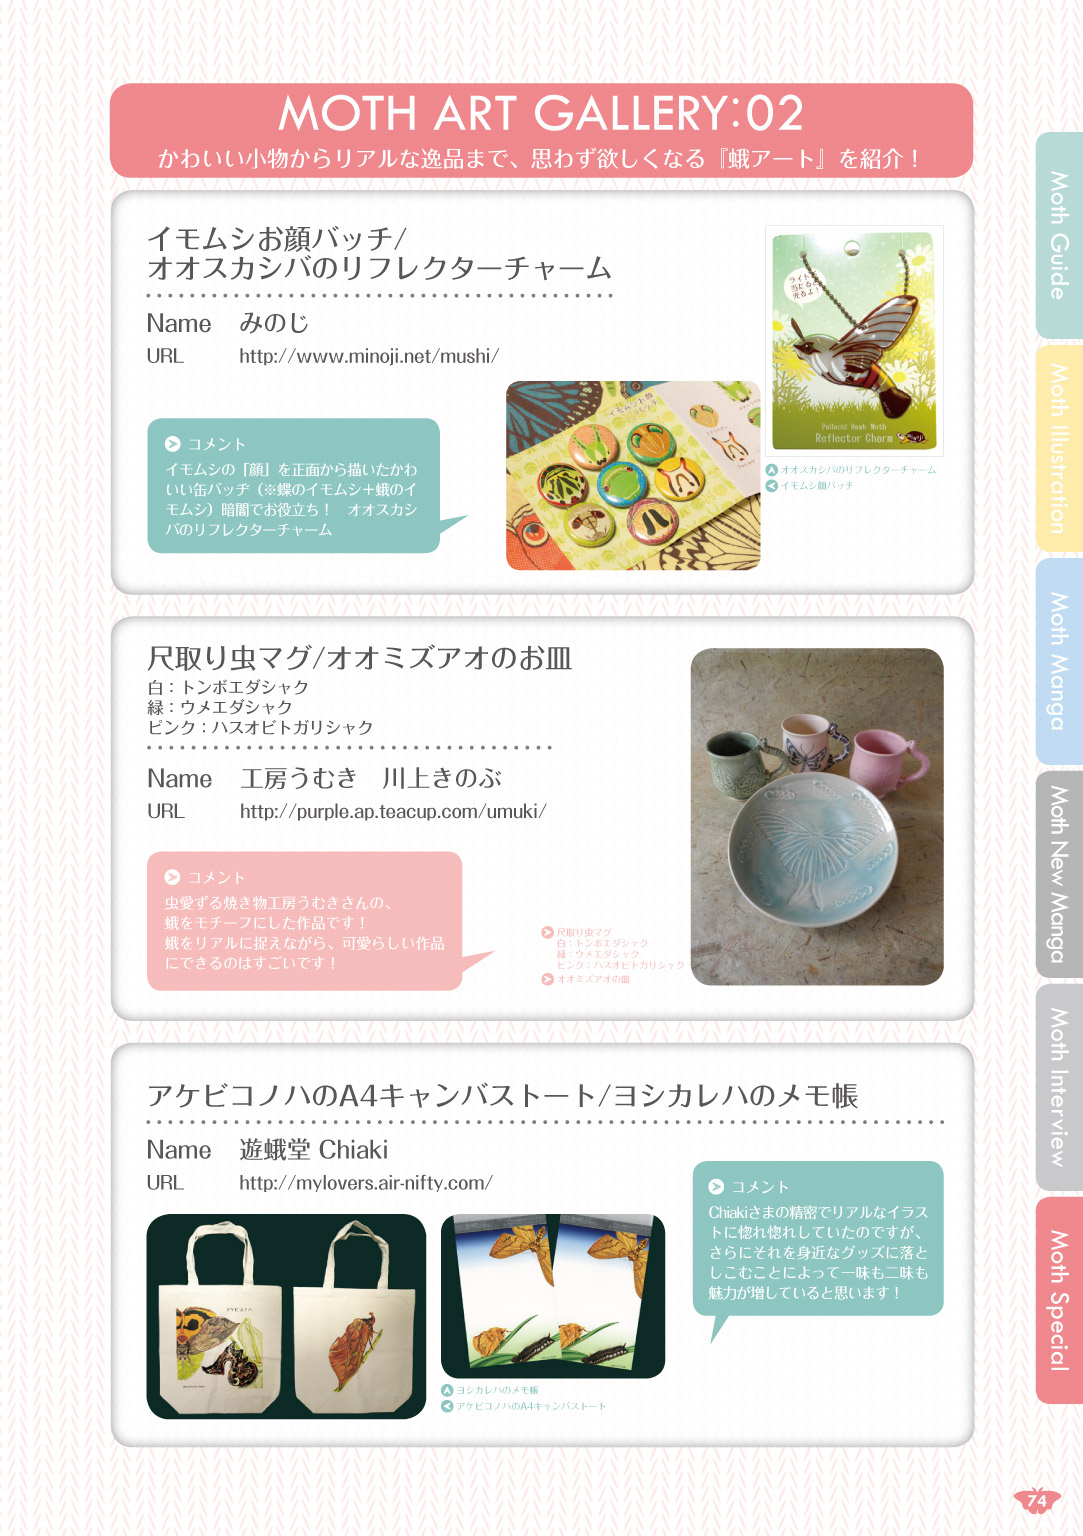 MOTH ART GALLERY:02
かわいい小物からリアルな逸品まで、思わず欲しくなる『蛾アート』を紹介！
イモムシお顔バッチ/
オオスカシバのリフレクターチャーム
Name みのじ
URL http://www.minoji.net/mushi/
コメント
イモムシの『顔』を正面から描いたかわ
いい缶バッヂ（※蝶のイモムシ＋蛾のイ
モムシ）暗闇でお役立ち！　オオスカシ
バのリフレクターチャーム
ライトが
当たると
光るよ！
Pellucid Hawk Moth
Reflector Charm
オオスカシバのリフレクターチャーム
イモムシ顔バッチ
尺取り虫マグ/オオミズアオのお皿
白：トンボエダシャク
緑：ウメエダシャク
ピンク：ハスオビトガリシャク
Name 工房うむき　川上きのぶ
URL http://purple.ap.teacup.com/umuki/
コメント
虫愛ずる焼き物工房うむきさんの、
蛾をモチーフにした作品です！
蛾をリアルに捉えながら、可愛らしい作品
にできるのはすごいです！
尺取り虫マグ
白：トンボエダシャク
緑：ウメエダシャク
ピンク：ハスオビトガリシャク
オオミズアオの皿
アケビコノハのA4キャンバストート/ヨシカレハのメモ帳
Name 遊蛾堂 Chiaki
URL http://mylovers.air-nifty.com/
コメント
Chiakiさまの精密でリアルなイラス
トに惚れ惚れしていたのですが、
さらにそれを身近なグッズに落と
しこむことによって一味も二味も
魅力が増していると思います！
アケビコノハ
ヨシカレハのメモ帳
アケビコノハのA4キャンバストート
Moth Guide
Moth Illustration
Moth Manga
Moth New Manga
Moth Interview
Moth Special
74